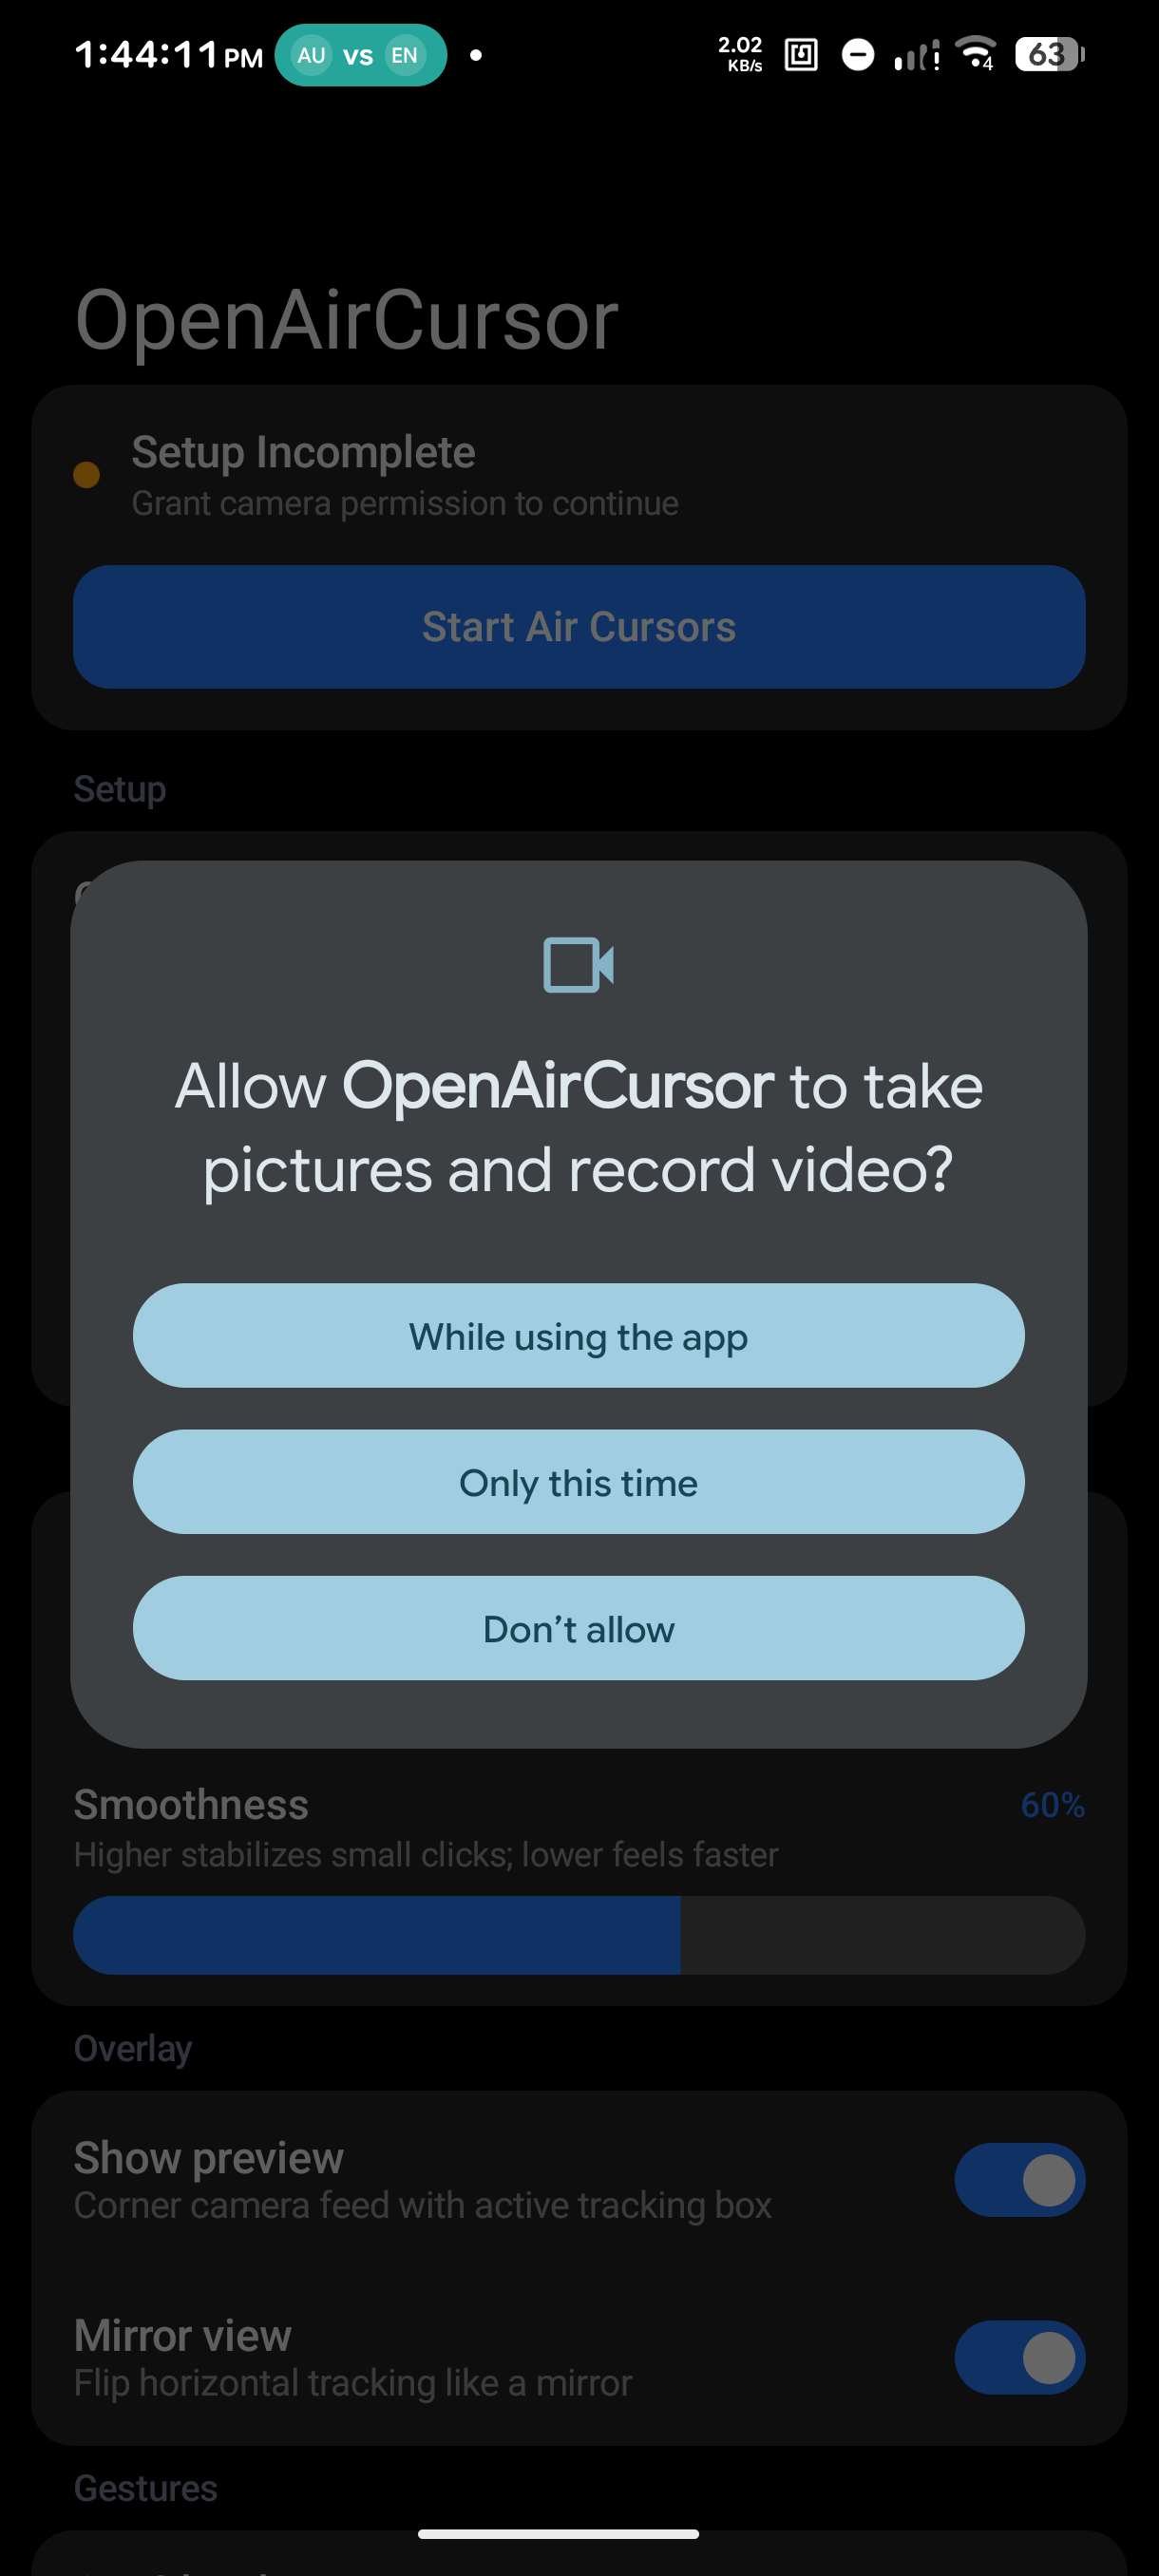 1:44:11 PM AU vs EN 2.02 KB/s 4 63
OpenAirCursor
Setup Incomplete
Grant camera permission to continue
Start Air Cursors
Setup
Allow OpenAirCursor to take
pictures and record video?
While using the app
Only this time
Don't allow
Smoothness 60%
Higher stabilizes small clicks; lower feels faster
Overlay
Show preview
Corner camera feed with active tracking box
Mirror view
Flip horizontal tracking like a mirror
Gestures